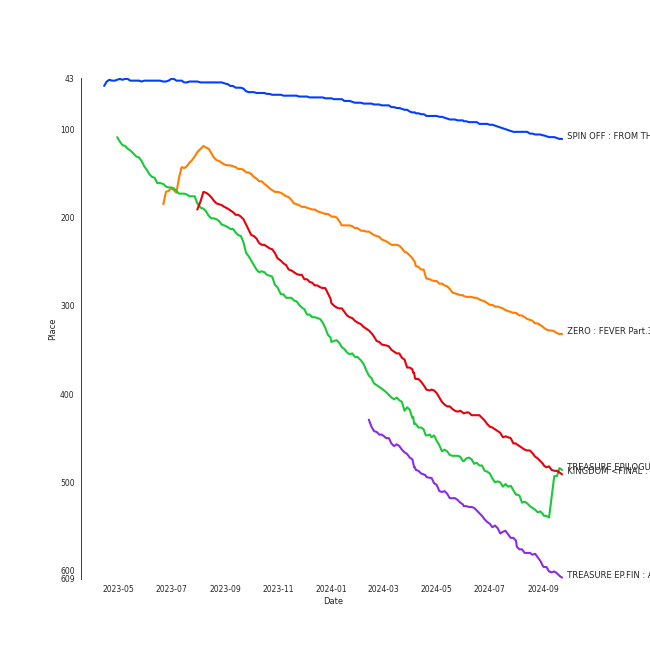 43
100
200
300
400
500
600
609
Place
2023-05
2023-07
2023-09
2023-11
2024-01
2024-03
2024-05
2024-07
2024-09
Date
SPIN OFF : FROM TH
ZERO : FEVER Part.3
TREASURE EPILOGU
KINGDOM <FINAL :
TREASURE EP.FIN : A